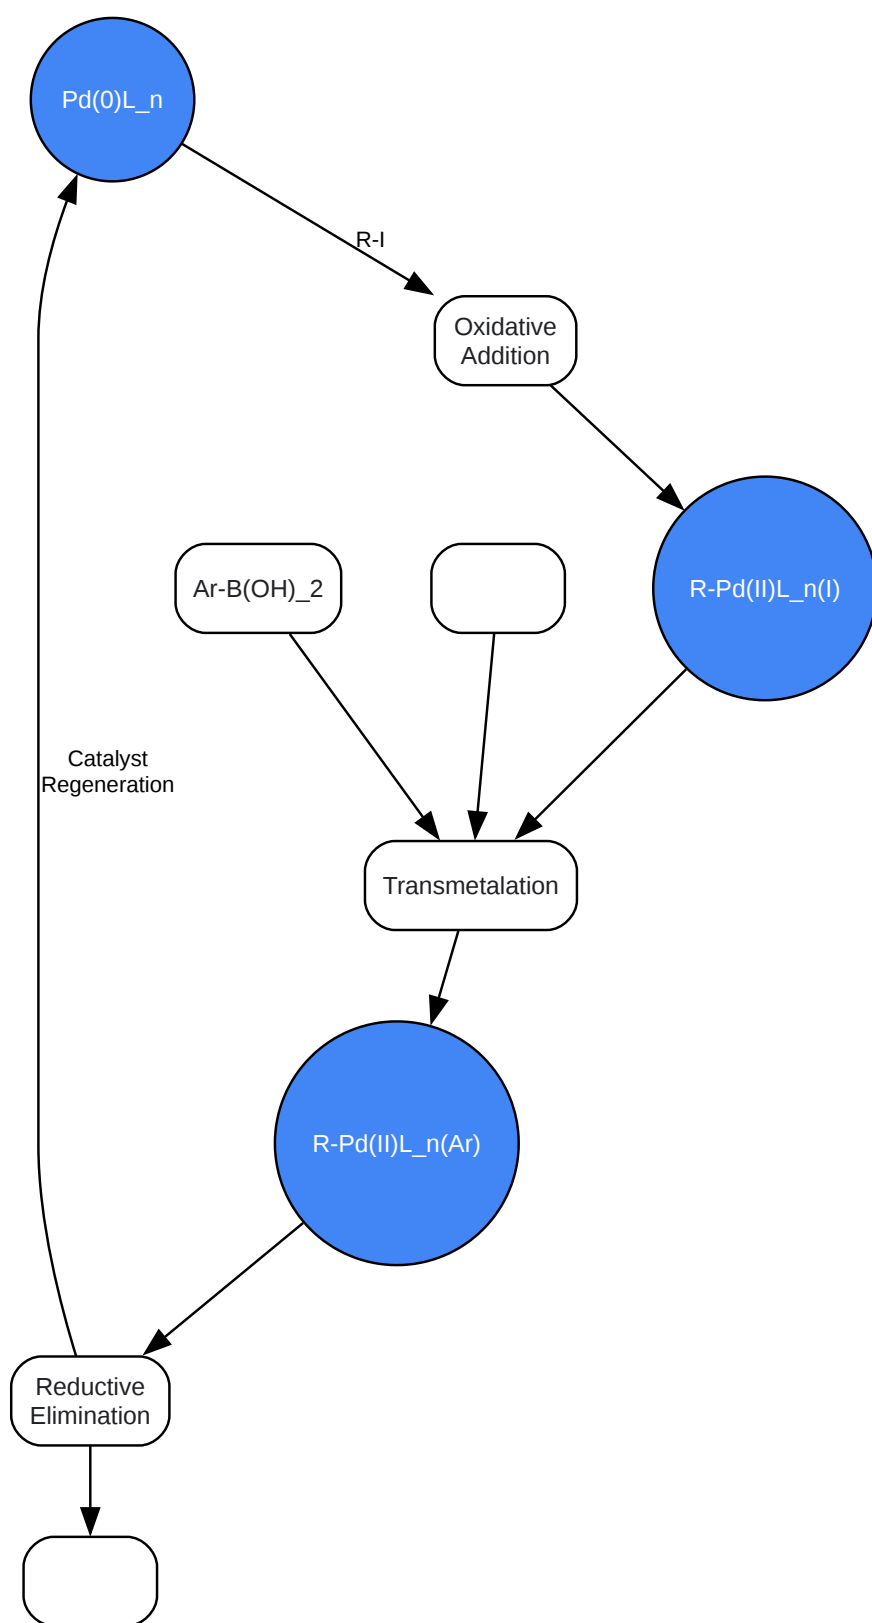 Pd(0)L_n
R-I
Oxidative
Addition
R-Pd(II)L_n(I)
Ar-B(OH)_2
Catalyst
Regeneration
Transmetalation
R-Pd(II)L_n(Ar)
Reductive
Elimination